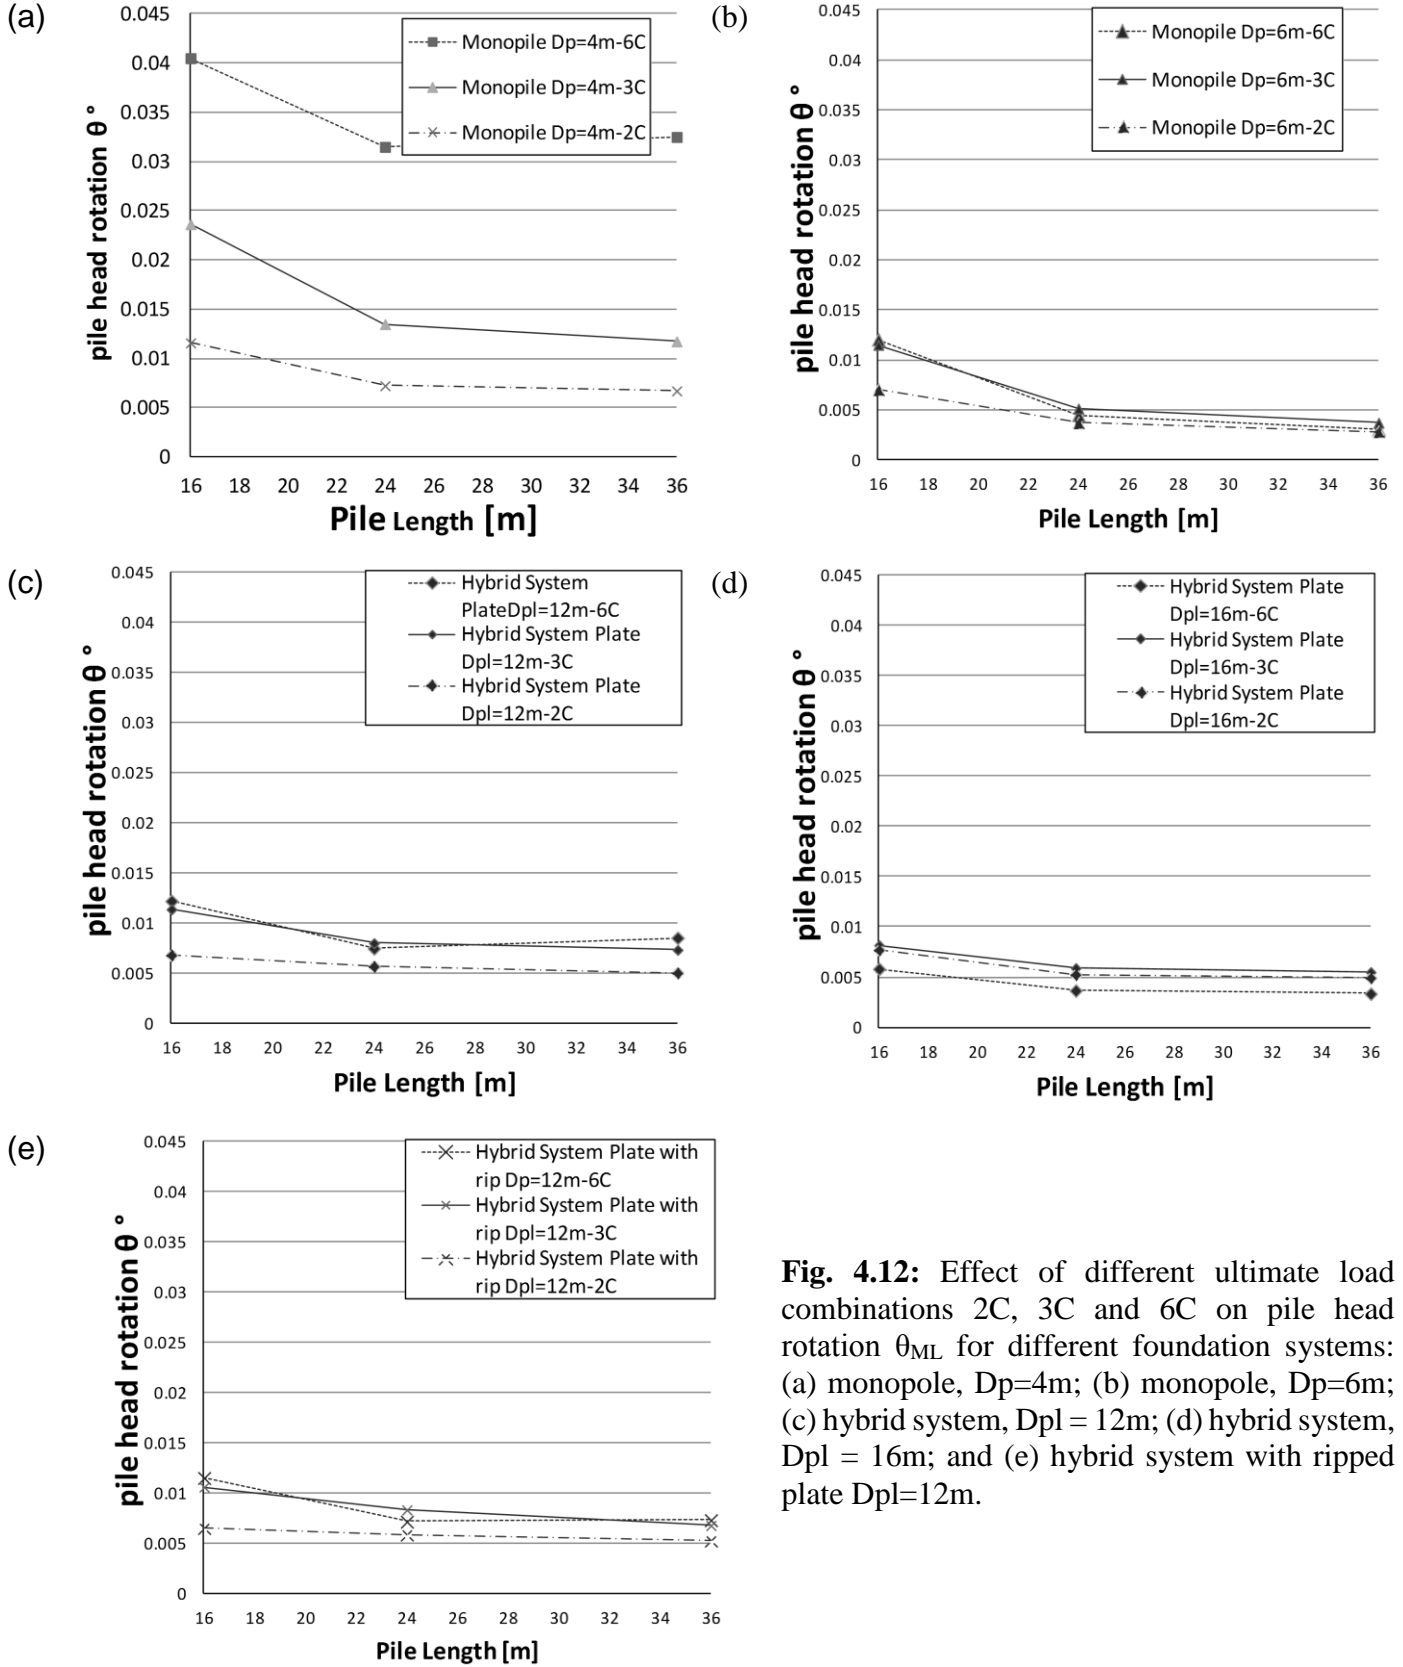 (a)
0.045
0.04
0.035
0.03
0.025
0.02
0.015
0.01
0.005
0
pile head rotation θ °
Monopile Dp=4m-6C
Monopile Dp=4m-3C
Monopile Dp=4m-2C
16 18 20 22 24 26 28 30 32 34 36
Pile Length [m]
(b)
0.045
0.04
0.035
0.03
0.025
0.02
0.015
0.01
0.005
0
pile head rotation θ °
Monopile Dp=6m-6C
Monopile Dp=6m-3C
Monopile Dp=6m-2C
16 18 20 22 24 26 28 30 32 34 36
Pile Length [m]
(c)
0.045
0.04
0.035
0.03
0.025
0.02
0.015
0.01
0.005
0
pile head rotation θ °
Hybrid System
PlateDpl=12m-6C
Hybrid System Plate
Dpl=12m-3C
Hybrid System Plate
Dpl=12m-2C
16 18 20 22 24 26 28 30 32 34 36
Pile Length [m]
(d)
0.045
0.04
0.035
0.03
0.025
0.02
0.015
0.01
0.005
0
pile head rotation θ °
Hybrid System Plate
Dpl=16m-6C
Hybrid System Plate
Dpl=16m-3C
Hybrid System Plate
Dpl=16m-2C
16 18 20 22 24 26 28 30 32 34 36
Pile Length [m]
(e)
0.045
0.04
0.035
0.03
0.025
0.02
0.015
0.01
0.005
0
pile head rotation θ °
Hybrid System Plate with
rip Dp=12m-6C
Hybrid System Plate with
rip Dpl=12m-3C
Hybrid System Plate with
rip Dpl=12m-2C
16 18 20 22 24 26 28 30 32 34 36
Pile Length [m]
Fig. 4.12: Effect of different ultimate load
combinations 2C, 3C and 6C on pile head
rotation θML for different foundation systems:
(a) monopole, Dp=4m; (b) monopole, Dp=6m;
(c) hybrid system, Dpl = 12m; (d) hybrid system,
Dpl = 16m; and (e) hybrid system with ripped
plate Dpl=12m.